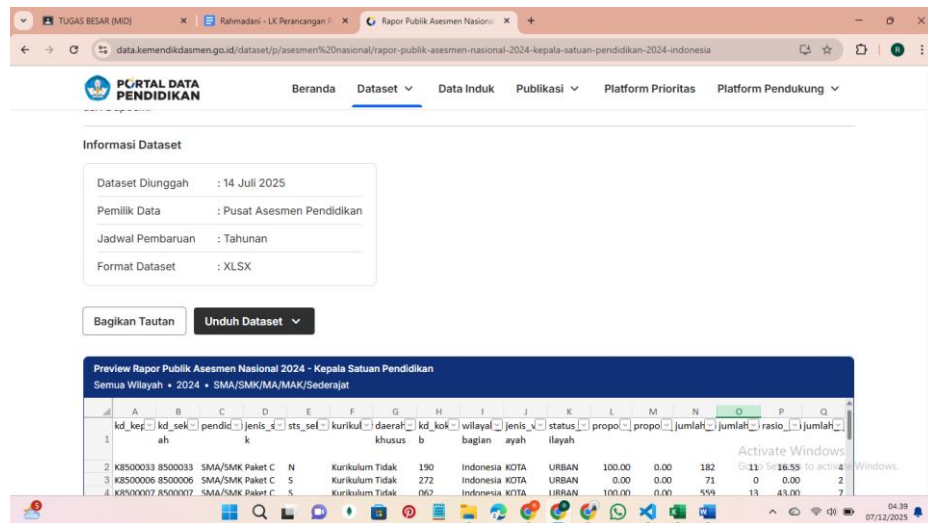 TUGAS BESAR (MID)
Rahmadani - LK Perancangan
Rapor Publik Asesmen Nasional
data.kemendikdasmen.go.id/dataset/p/asesmen%20nasional/rapor-publik-asesmen-nasional-2024-kepala-satuan-pendidikan-2024-indonesia
R
PORTAL DATA
PENDIDIKAN
Beranda Dataset Data Induk Publikasi Platform Prioritas Platform Pendukung
Informasi Dataset
Dataset Diunggah : 14 Juli 2025
Pemilik Data : Pusat Asesmen Pendidikan
Jadwal Pembaruan : Tahunan
Format Dataset : XLSX
Bagikan Tautan Unduh Dataset
Preview Rapor Publik Asesmen Nasional 2024 - Kepala Satuan Pendidikan
Semua Wilayah • 2024 • SMA/SMK/MA/MAK/Sederajat
A B C D E F G H I J K L M N O P Q
1 kd_kep kd_sek pendid jenis_s sts_sel kurikul daerah kd_kok wilayal jenis_v status_ propo propo jumlah jumlah rasio_ jumlah
ah k khusus b bagian ayah ilayah
2 K8500033 8500033 SMA/SMK Paket C N Kurikulum Tidak 190 Indonesia KOTA URBAN 100.00 0.00 182 11 16.55 4
3 K8500006 8500006 SMA/SMK Paket C S Kurikulum Tidak 272 Indonesia KOTA URBAN 0.00 0.00 71 0 0.00 2
4 K8500007 8500007 SMA/SMK Paket C S Kurikulum Tidak 062 Indonesia KOTA URBAN 100.00 0.00 559 13 43.00 7
Activate Windows
Go to Settings to activate Windows.
04.39
07/12/2025